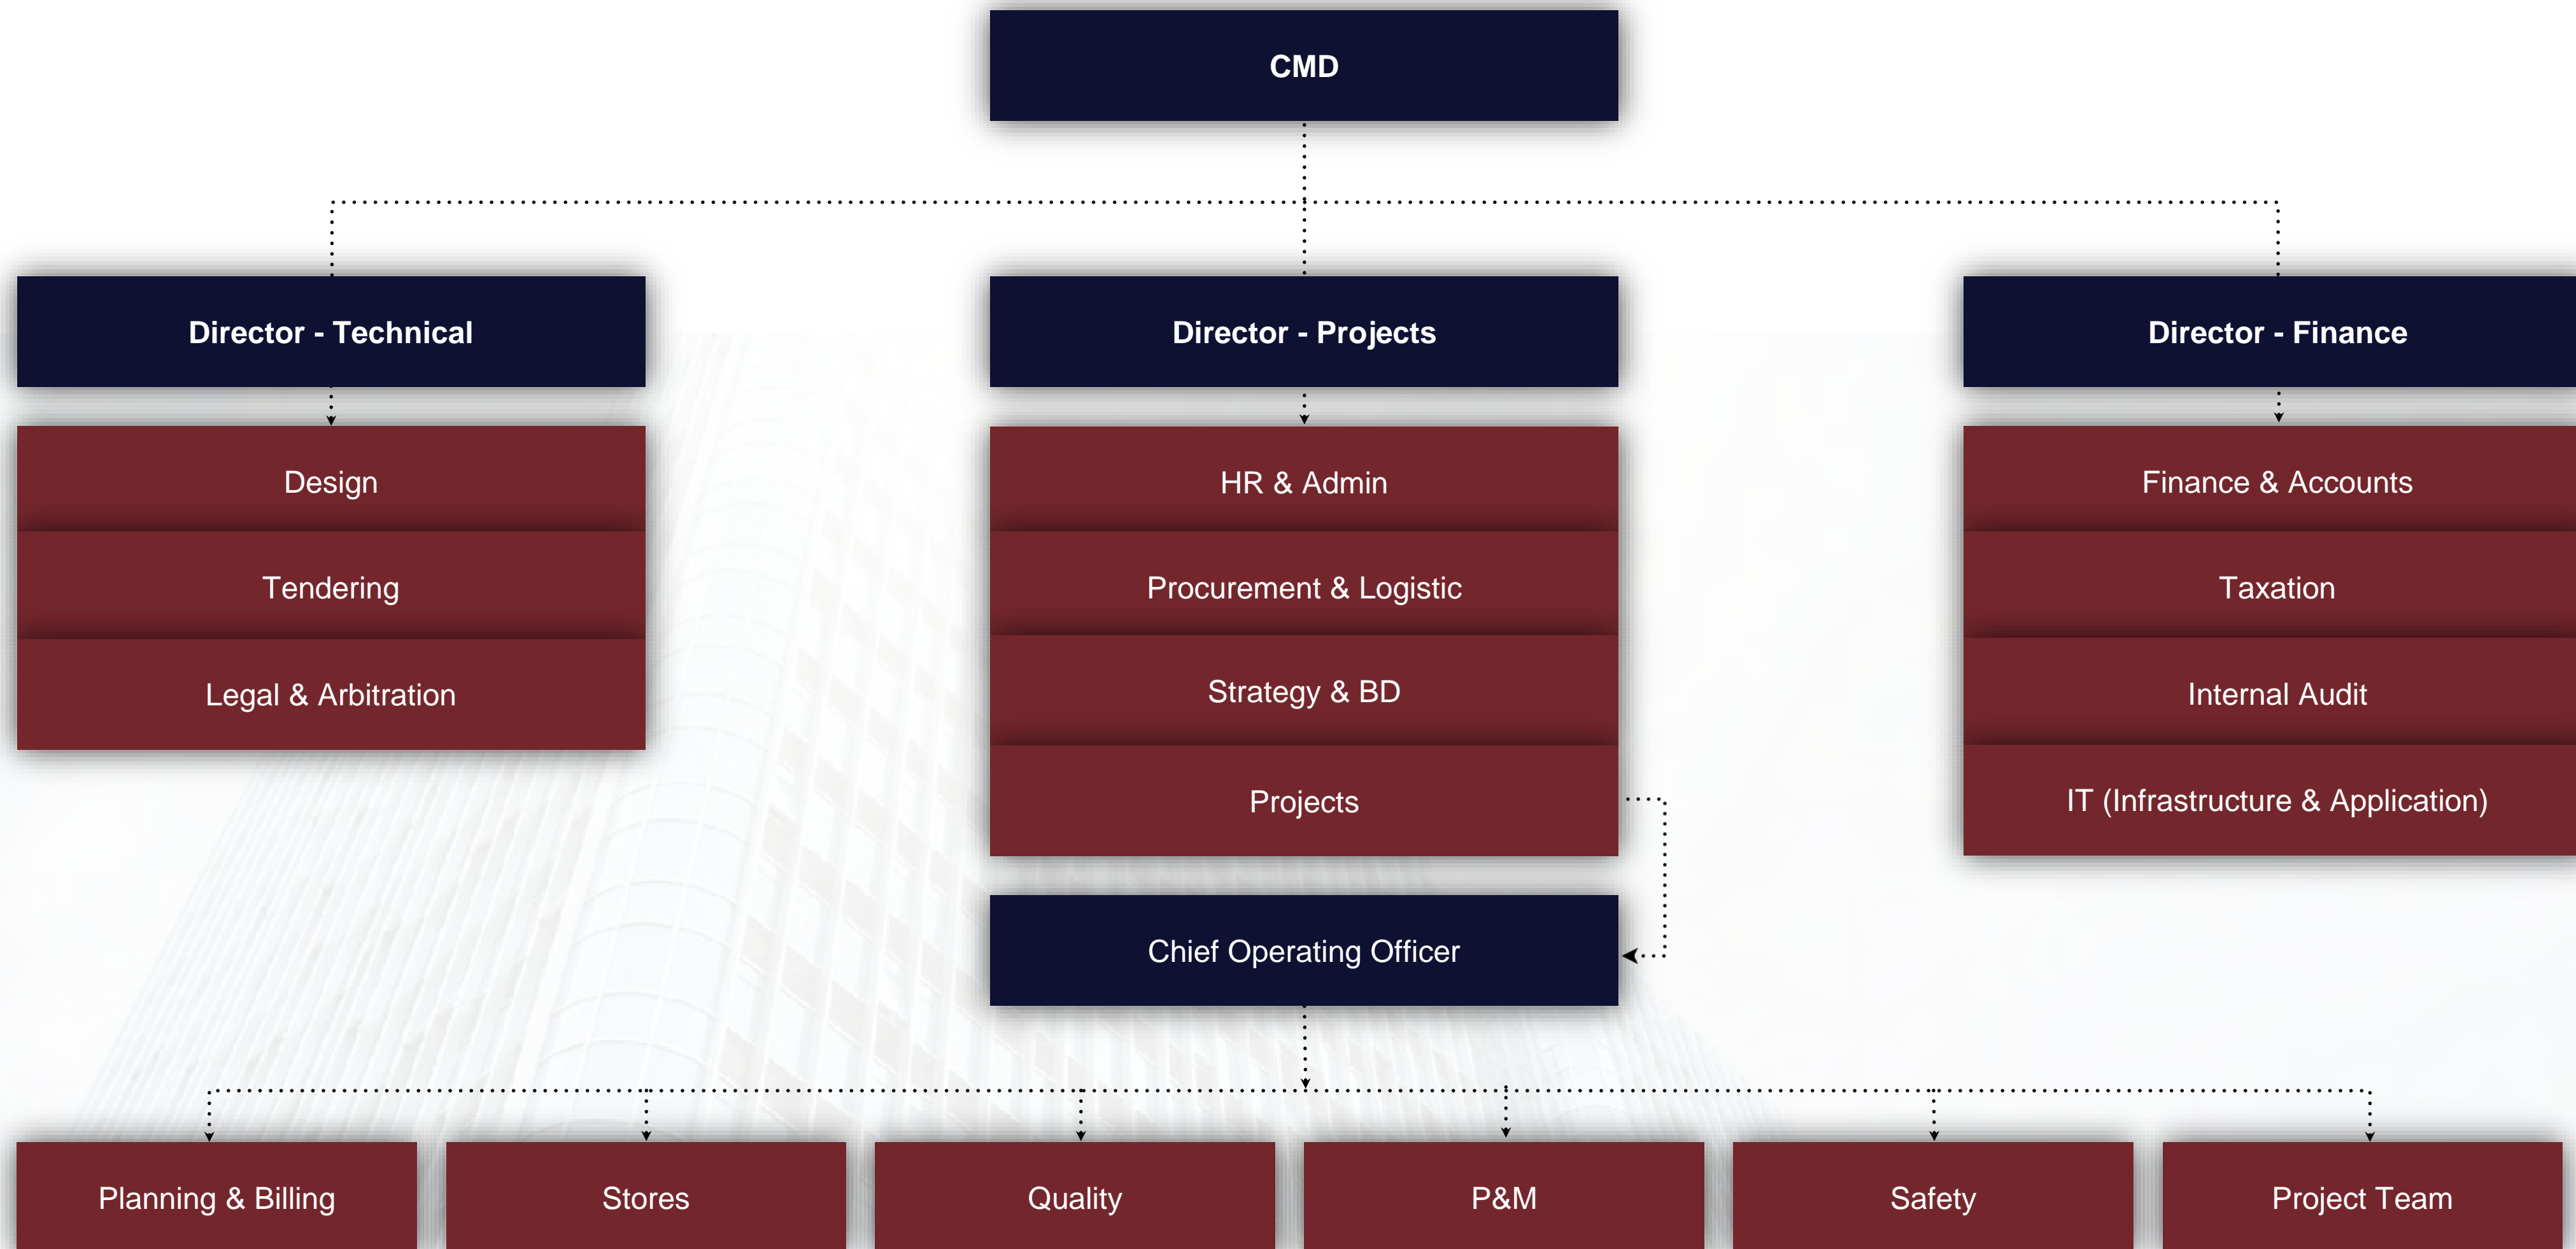 CMD
Director - Technical
Director - Projects
Director - Finance
Design
Tendering
Legal & Arbitration
HR & Admin
Procurement & Logistic
Strategy & BD
Projects
Finance & Accounts
Taxation
Internal Audit
IT (Infrastructure & Application)
Chief Operating Officer
Planning & Billing
Stores
Quality
P&M
Safety
Project Team